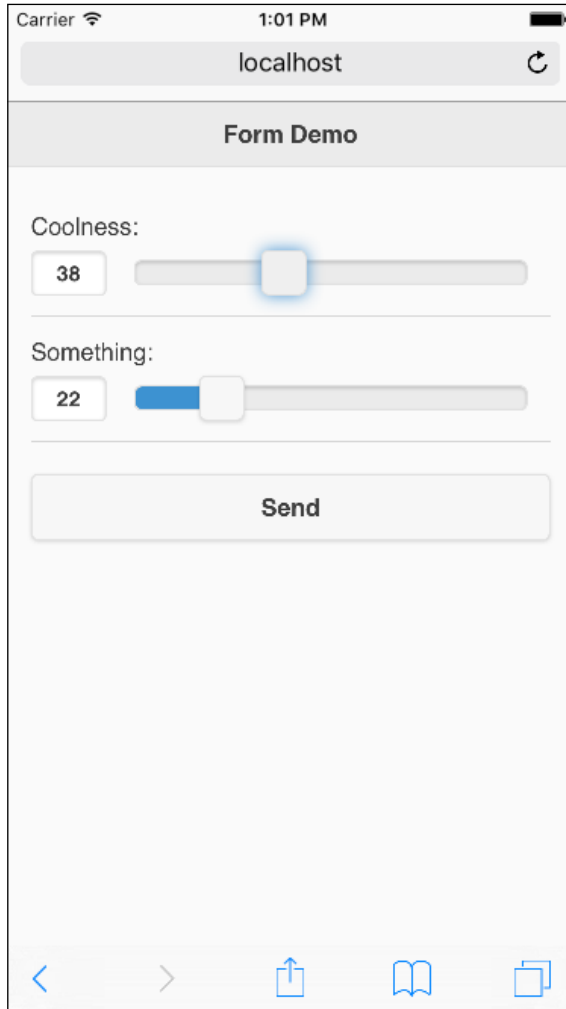 Carrier 1:01 PM
localhost
Form Demo
Coolness:
38
Something:
22
Send